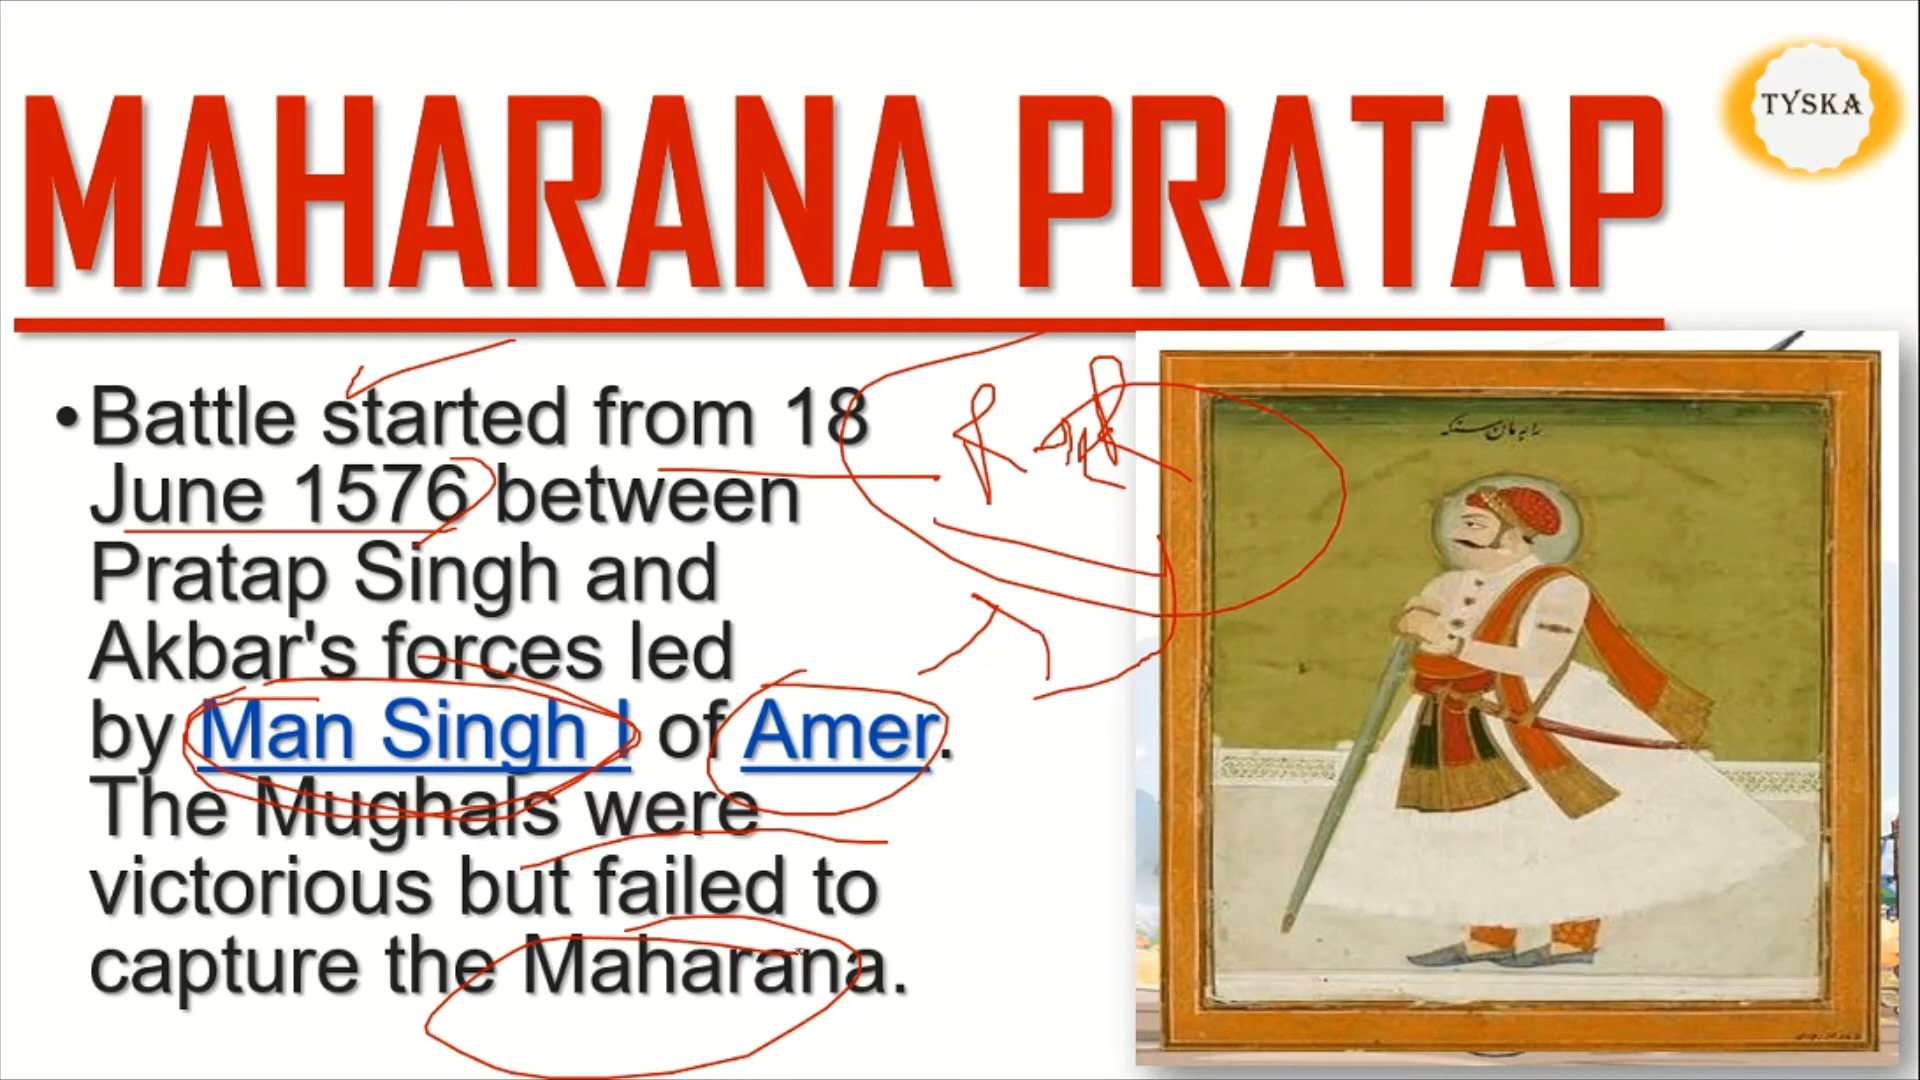 MAHARANA PRATAP
TYSKA
•Battle started from 18
June 1576 between
Pratap Singh and
Akbar's forces led
by Man Singh I of Amer.
The Mughals were
victorious but failed to
capture the Maharana.